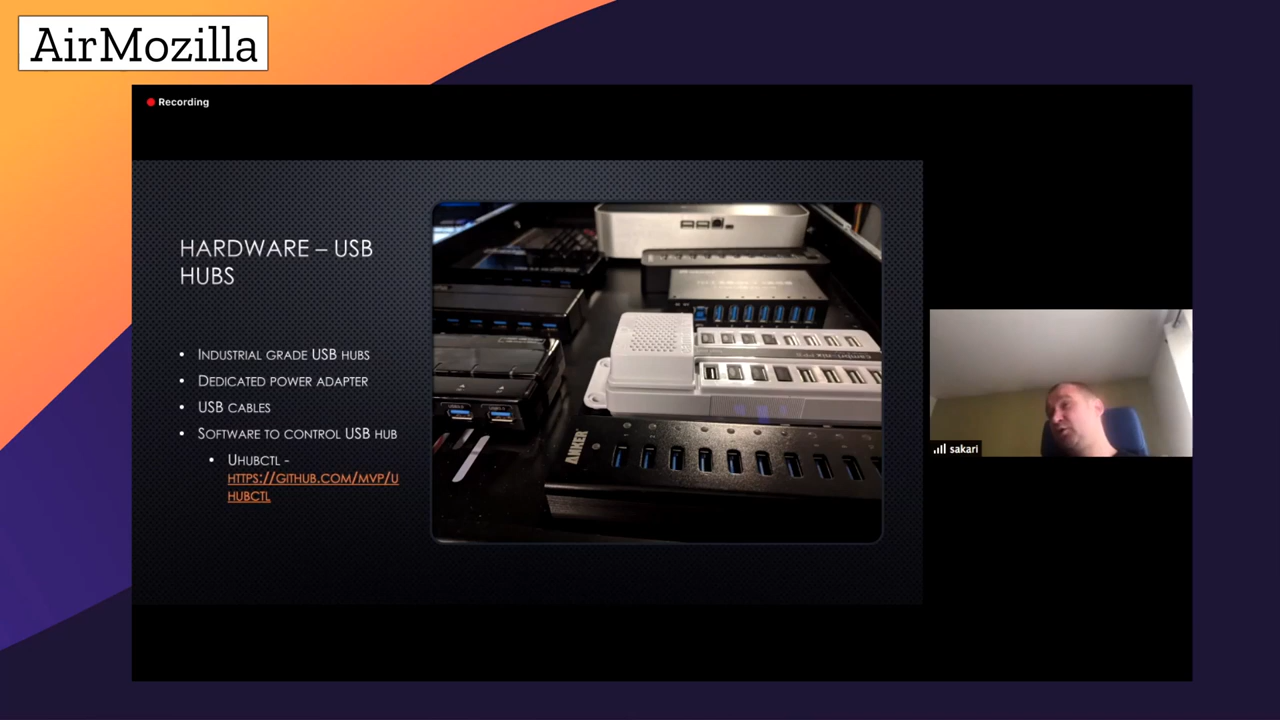 AirMozilla
Recording
HARDWARE – USB
HUBS
• INDUSTRIAL GRADE USB HUBS
• DEDICATED POWER ADAPTER
• USB CABLES
• SOFTWARE TO CONTROL USB HUB
• UHUBCTL -
HTTPS://GITHUB.COM/MVP/U
HUBCTL
ANKER
sakari